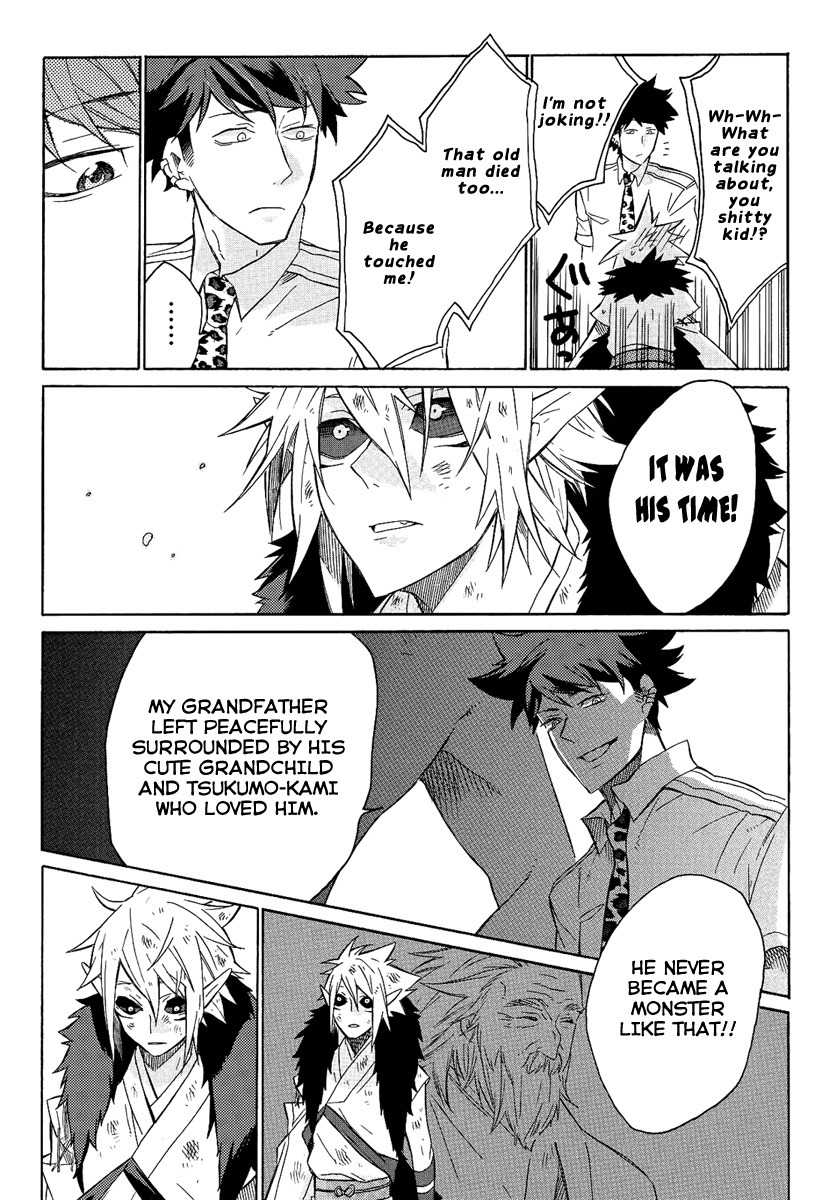 Wh-Wh-
What
are you
talking
about,
you
shitty
kid!?
ぐあっ
I'm not
joking!!
That old
man died
too...
Because
he
touched
me!
......
IT WAS
HIS TIME!
MY GRANDFATHER
LEFT PEACEFULLY
SURROUNDED BY HIS
CUTE GRANDCHILD
AND TSUKUMO-KAMI
WHO LOVED HIM.
HE NEVER
BECAME A
MONSTER
LIKE THAT!!